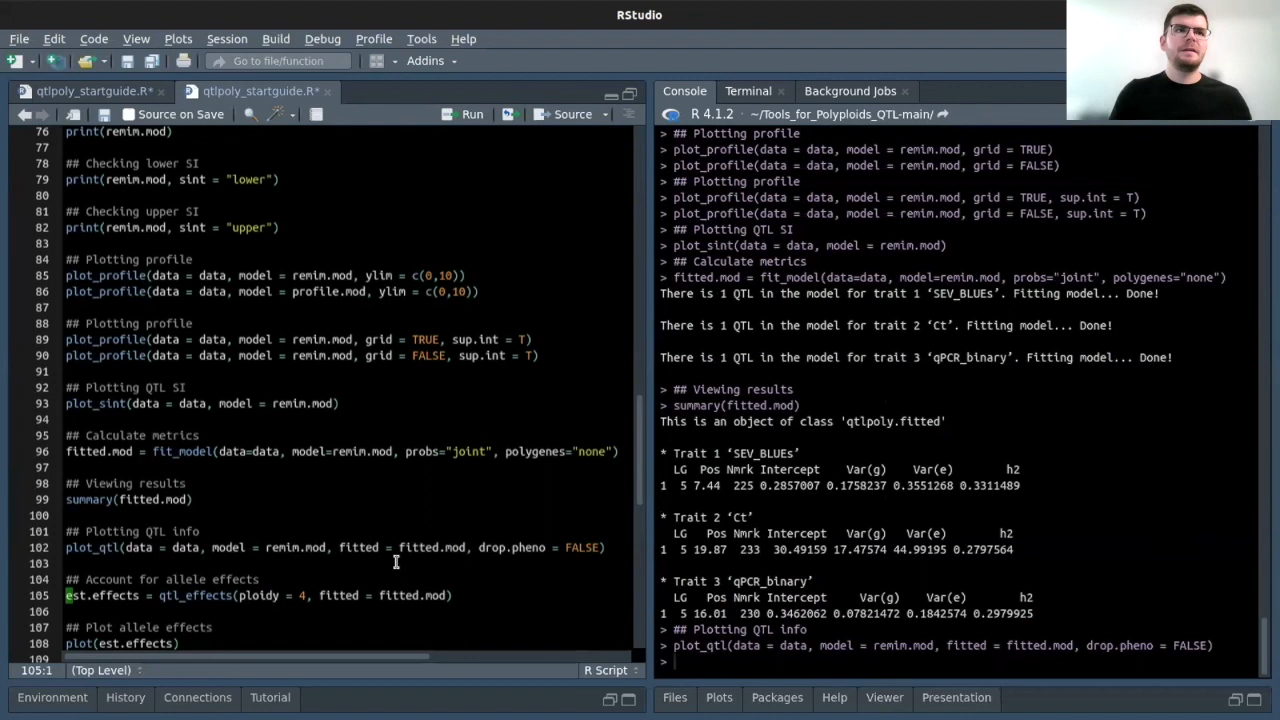 RStudio
File Edit Code View Plots Session Build Debug Profile Tools Help
Go to file/function Addins
qtlpoly_startguide.R* qtlpoly_startguide.R*
Source on Save Run Source
76 print(remim.mod)
77
78 ## Checking lower SI
79 print(remim.mod, sint = "lower")
80
81 ## Checking upper SI
82 print(remim.mod, sint = "upper")
83
84 ## Plotting profile
85 plot_profile(data = data, model = remim.mod, ylim = c(0,10))
86 plot_profile(data = data, model = profile.mod, ylim = c(0,10))
87
88 ## Plotting profile
89 plot_profile(data = data, model = remim.mod, grid = TRUE, sup.int = T)
90 plot_profile(data = data, model = remim.mod, grid = FALSE, sup.int = T)
91
92 ## Plotting QTL SI
93 plot_sint(data = data, model = remim.mod)
94
95 ## Calculate metrics
96 fitted.mod = fit_model(data=data, model=remim.mod, probs="joint", polygenes="none")
97
98 ## Viewing results
99 summary(fitted.mod)
100
101 ## Plotting QTL info
102 plot_qtl(data = data, model = remim.mod, fitted = fitted.mod, drop.pheno = FALSE)
103
104 ## Account for allele effects
105 est.effects = qtl_effects(ploidy = 4, fitted = fitted.mod)
106
107 ## Plot allele effects
108 plot(est.effects)
109
105:1 (Top Level) R Script
Environment History Connections Tutorial
Console Terminal Background Jobs
R 4.1.2 · ~/Tools_for_Polyploids_QTL-main/
> ## Plotting profile
> plot_profile(data = data, model = remim.mod, grid = TRUE)
> plot_profile(data = data, model = remim.mod, grid = FALSE)
> ## Plotting profile
> plot_profile(data = data, model = remim.mod, grid = TRUE, sup.int = T)
> plot_profile(data = data, model = remim.mod, grid = FALSE, sup.int = T)
> ## Plotting QTL SI
> plot_sint(data = data, model = remim.mod)
> ## Calculate metrics
> fitted.mod = fit_model(data=data, model=remim.mod, probs="joint", polygenes="none")
There is 1 QTL in the model for trait 1 ‘SEV_BLUEs’. Fitting model... Done!
There is 1 QTL in the model for trait 2 ‘Ct’. Fitting model... Done!
There is 1 QTL in the model for trait 3 ‘qPCR_binary’. Fitting model... Done!
> ## Viewing results
> summary(fitted.mod)
This is an object of class 'qtlpoly.fitted'
* Trait 1 ‘SEV_BLUEs’
LG Pos Nmrk Intercept Var(g) Var(e) h2
1 5 7.44 225 0.2857007 0.1758237 0.3551268 0.3311489
* Trait 2 ‘Ct’
LG Pos Nmrk Intercept Var(g) Var(e) h2
1 5 19.87 233 30.49159 17.47574 44.99195 0.2797564
* Trait 3 ‘qPCR_binary’
LG Pos Nmrk Intercept Var(g) Var(e) h2
1 5 16.01 230 0.3462062 0.07821472 0.1842574 0.2979925
> ## Plotting QTL info
> plot_qtl(data = data, model = remim.mod, fitted = fitted.mod, drop.pheno = FALSE)
>
Files Plots Packages Help Viewer Presentation